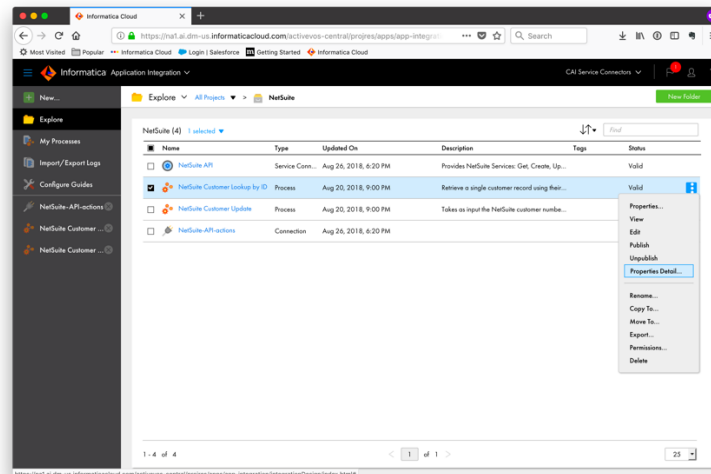 Informatica Cloud
https://na1.ai.dm-us.informaticacloud.com/activevos-central/projres/apps/app-integrat
Search
Most Visited Popular Informatica Cloud Login | Salesforce Getting Started Informatica Cloud
Informatica Application Integration CAI Service Connectors
New... Explore All Projects > NetSuite New Folder
Explore
My Processes
Import/Export Logs
Configure Guides
NetSuite-API-actions
NetSuite Customer ...
NetSuite Customer ...
NetSuite (4) 1 selected Find
Name Type Updated On Description Tags Status
NetSuite API Service Conn... Aug 26, 2018, 6:20 PM Provides NetSuite Services: Get, Create, Up... Valid
NetSuite Customer Lookup by ID Process Aug 20, 2018, 9:00 PM Retrieve a single customer record using their... Valid
NetSuite Customer Update Process Aug 20, 2018, 9:00 PM Takes as input the NetSuite customer numbe...
NetSuite-API-actions Connection Aug 26, 2018, 6:20 PM
Properties...
View
Edit
Publish
Unpublish
Properties Detail...
Rename...
Copy To...
Move To...
Export...
Permissions...
Delete
1 - 4 of 4 < 1 of 1 > 25